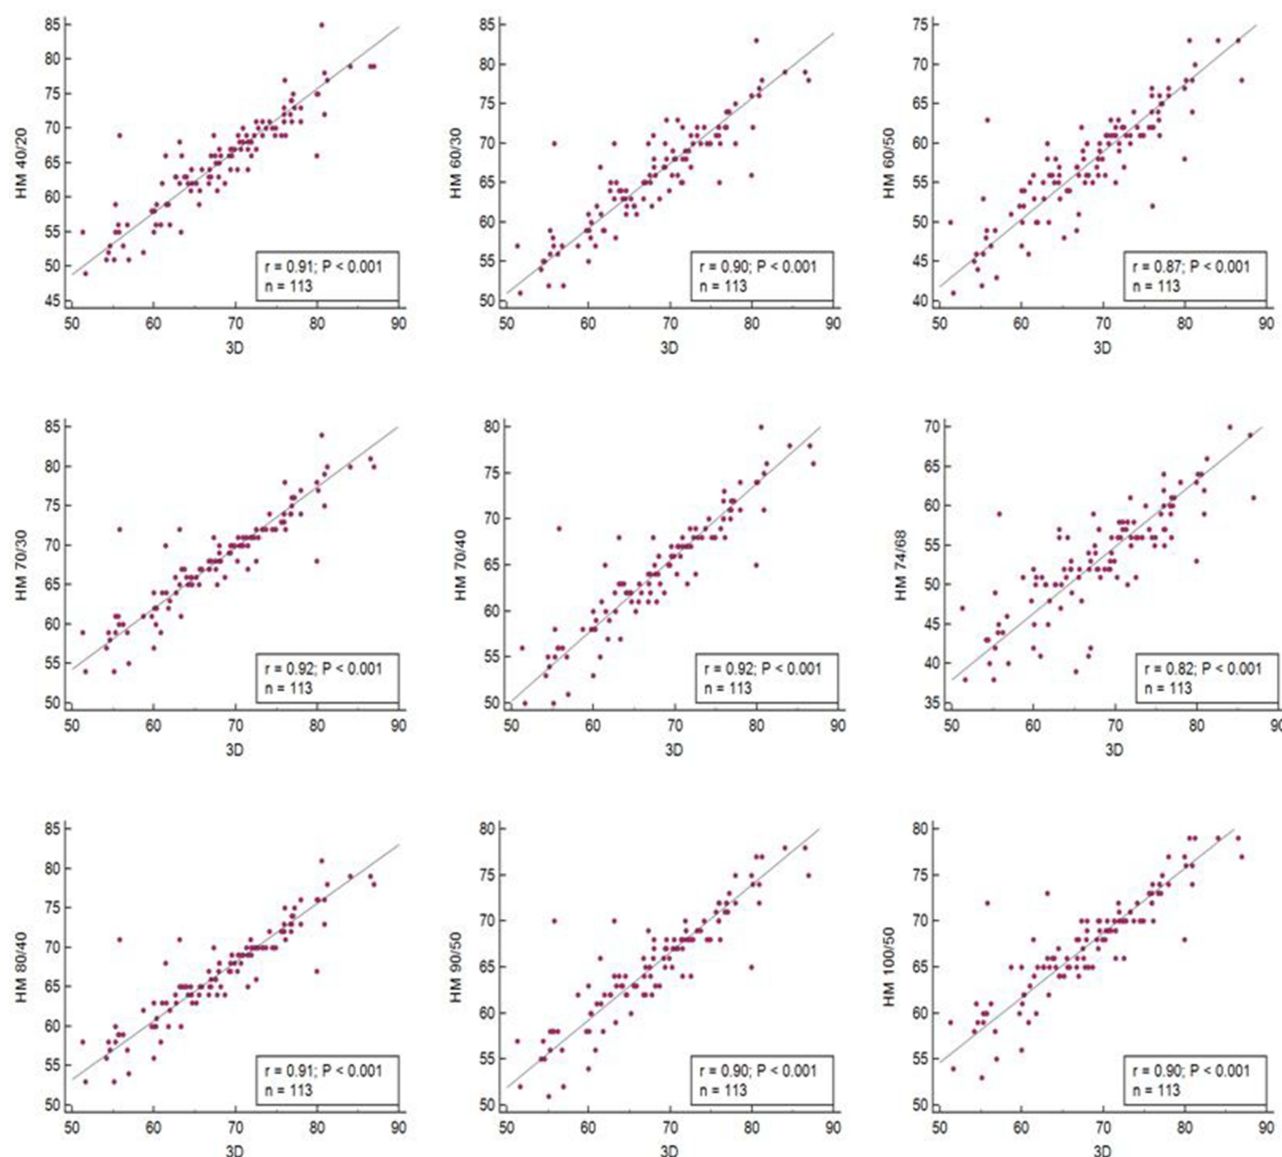 85
80
75
70
65
60
55
50
45
HM 40/20
r = 0.91; P < 0.001
n = 113
50 60 70 80 90
3D
85
80
75
70
65
60
55
50
HM 60/30
r = 0.90; P < 0.001
n = 113
50 60 70 80 90
3D
75
70
65
60
55
50
45
40
HM 60/50
r = 0.87; P < 0.001
n = 113
50 60 70 80 90
3D
85
80
75
70
65
60
55
50
HM 70/30
r = 0.92; P < 0.001
n = 113
50 60 70 80 90
3D
80
75
70
65
60
55
50
HM 70/40
r = 0.92; P < 0.001
n = 113
50 60 70 80 90
3D
70
65
60
55
50
45
40
35
HM 74/68
r = 0.82; P < 0.001
n = 113
50 60 70 80 90
3D
85
80
75
70
65
60
55
50
HM 80/40
r = 0.91; P < 0.001
n = 113
50 60 70 80 90
3D
80
75
70
65
60
55
50
HM 90/50
r = 0.90; P < 0.001
n = 113
50 60 70 80 90
3D
80
75
70
65
60
55
50
HM 100/50
r = 0.90; P < 0.001
n = 113
50 60 70 80 90
3D